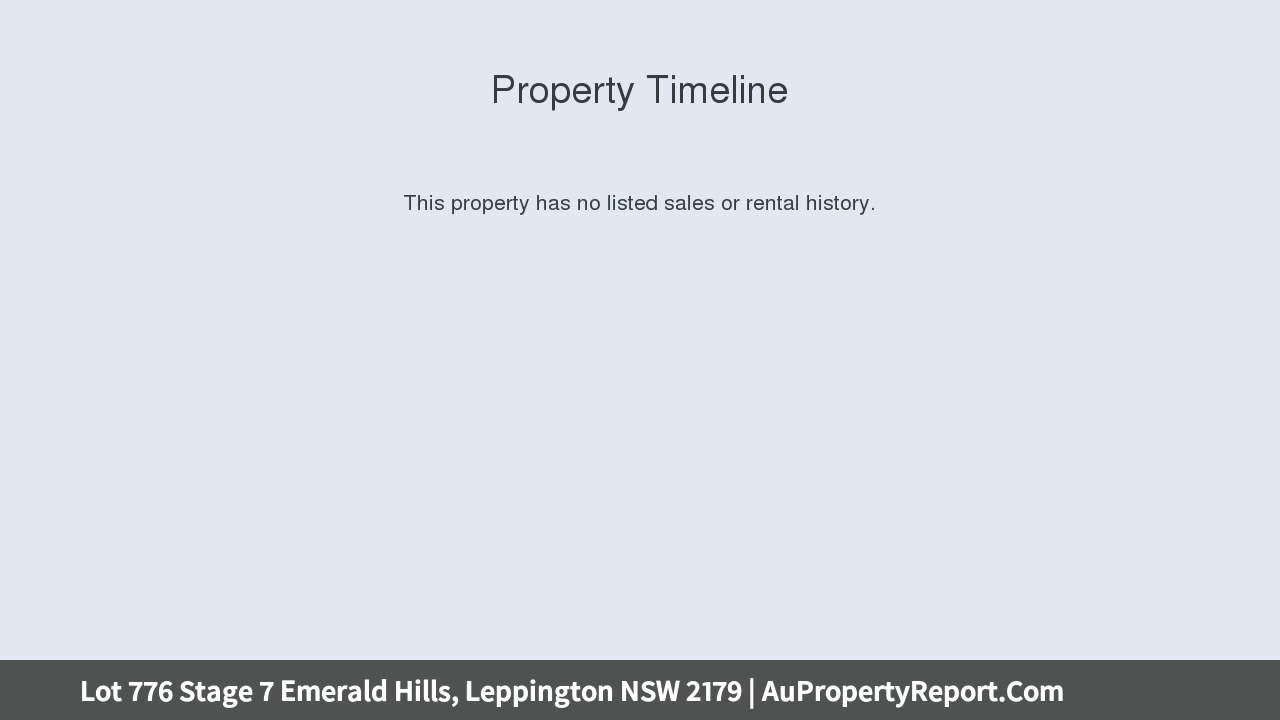 Property Timeline
This property has no listed sales or rental history.
Lot 776 Stage 7 Emerald Hills, Leppington NSW 2179 | AuPropertyReport.Com